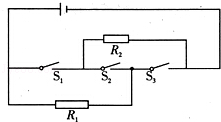 R₂
S₁ S₂ S₃
R₁